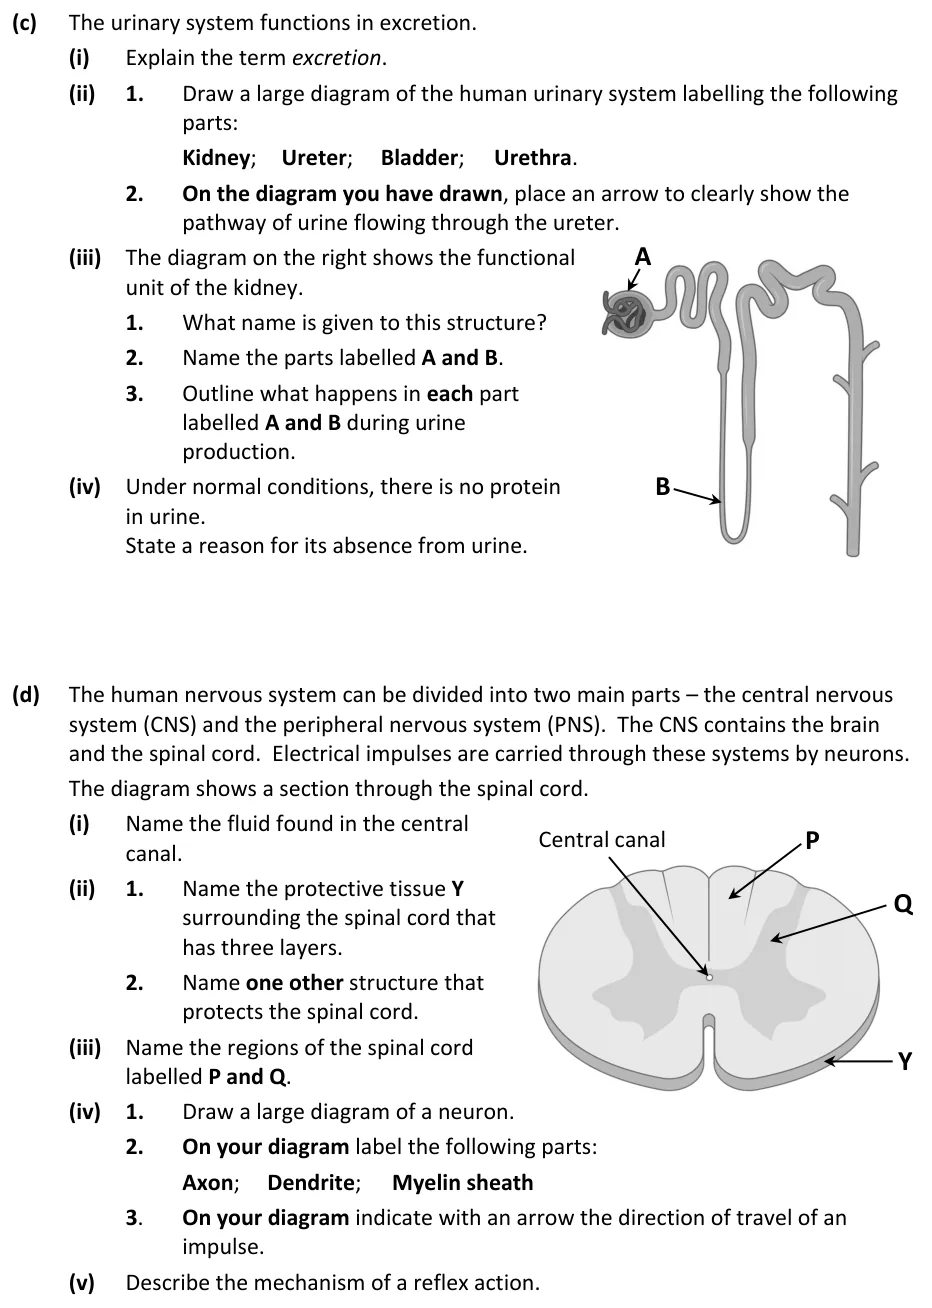 (c) The urinary system functions in excretion.
(i) Explain the term excretion.
(ii) 1. Draw a large diagram of the human urinary system labelling the following
parts:
Kidney; Ureter; Bladder; Urethra.
2. On the diagram you have drawn, place an arrow to clearly show the
pathway of urine flowing through the ureter.
(iii) The diagram on the right shows the functional
unit of the kidney.
1. What name is given to this structure?
2. Name the parts labelled A and B.
3. Outline what happens in each part
labelled A and B during urine
production.
(iv) Under normal conditions, there is no protein
in urine.
State a reason for its absence from urine.
A
B
(d) The human nervous system can be divided into two main parts – the central nervous
system (CNS) and the peripheral nervous system (PNS). The CNS contains the brain
and the spinal cord. Electrical impulses are carried through these systems by neurons.
The diagram shows a section through the spinal cord.
(i) Name the fluid found in the central
canal.
(ii) 1. Name the protective tissue Y
surrounding the spinal cord that
has three layers.
2. Name one other structure that
protects the spinal cord.
(iii) Name the regions of the spinal cord
labelled P and Q.
Central canal
P
Q
Y
(iv) 1. Draw a large diagram of a neuron.
2. On your diagram label the following parts:
Axon; Dendrite; Myelin sheath
3. On your diagram indicate with an arrow the direction of travel of an
impulse.
(v) Describe the mechanism of a reflex action.